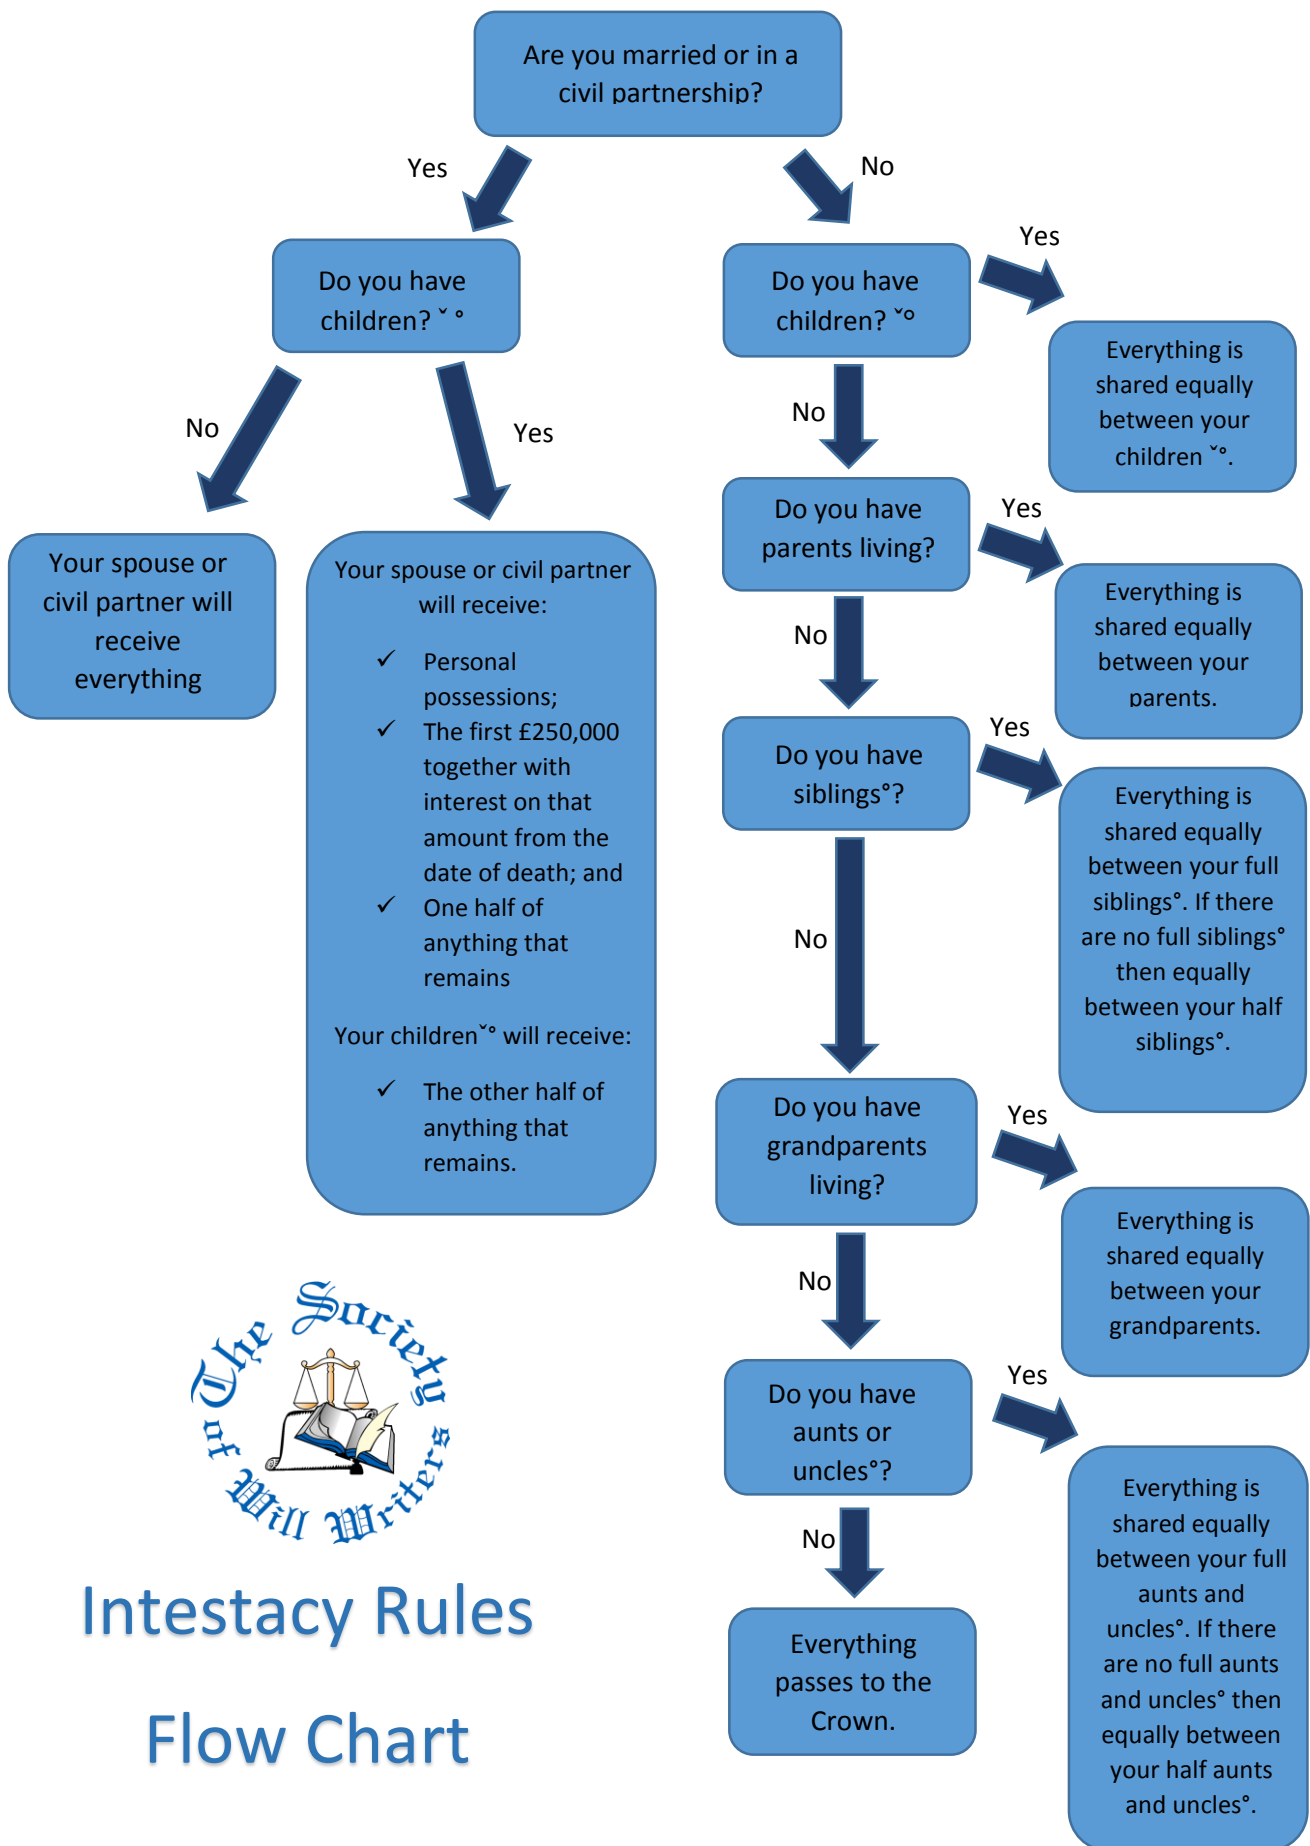 Are you married or in a
civil partnership?
Yes
No
Do you have
children? ˅ °
Do you have
children? ˅°
Yes
Everything is
shared equally
between your
children ˅°.
No
Yes
No
Your spouse or
civil partner will
receive
everything
Your spouse or civil partner
will receive:
✓ Personal
possessions;
✓ The first £250,000
together with
interest on that
amount from the
date of death; and
✓ One half of
anything that
remains
Your children˅° will receive:
✓ The other half of
anything that
remains.
Do you have
parents living?
Yes
Everything is
shared equally
between your
parents.
No
Do you have
siblings°?
Yes
Everything is
shared equally
between your full
siblings°. If there
are no full siblings°
then equally
between your half
siblings°.
No
Do you have
grandparents
living?
Yes
Everything is
shared equally
between your
grandparents.
No
Do you have
aunts or
uncles°?
Yes
Everything is
shared equally
between your full
aunts and
uncles°. If there
are no full aunts
and uncles° then
equally between
your half aunts
and uncles°.
No
Everything
passes to the
Crown.
The Society
of Will Writers
Intestacy Rules
Flow Chart